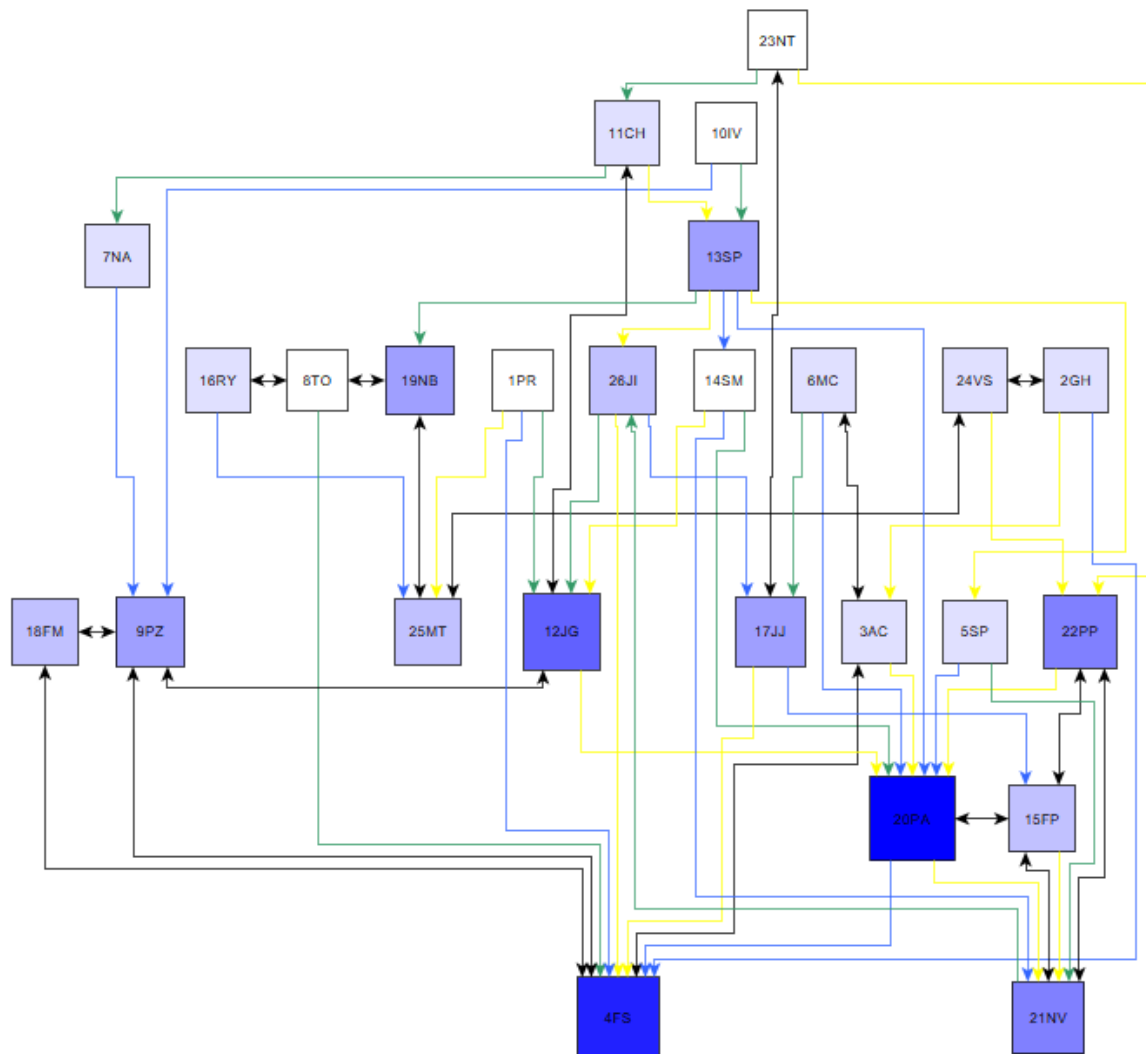 23NT
11CH
10IV
7NA
13SP
16RY
8TO
19NB
1PR
26JI
14SM
6MC
24VS
2GH
18FM
9PZ
25MT
12JG
17JJ
3AC
5SP
22PP
20PA
15FP
4FS
21NV